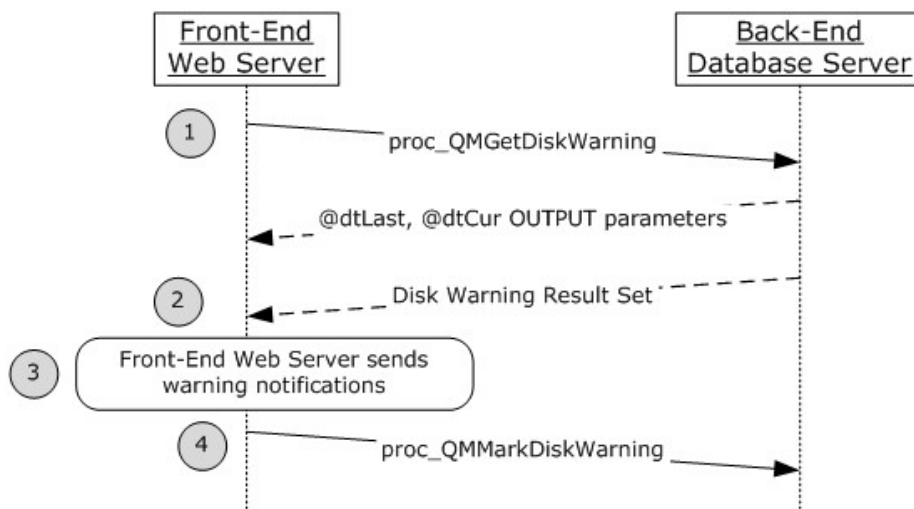 Front-End
Web Server
Back-End
Database Server
1
proc_QMGetDiskWarning
@dtLast, @dtCur OUTPUT parameters
2
Disk Warning Result Set
3
Front-End Web Server sends
warning notifications
4
proc_QMMarkDiskWarning